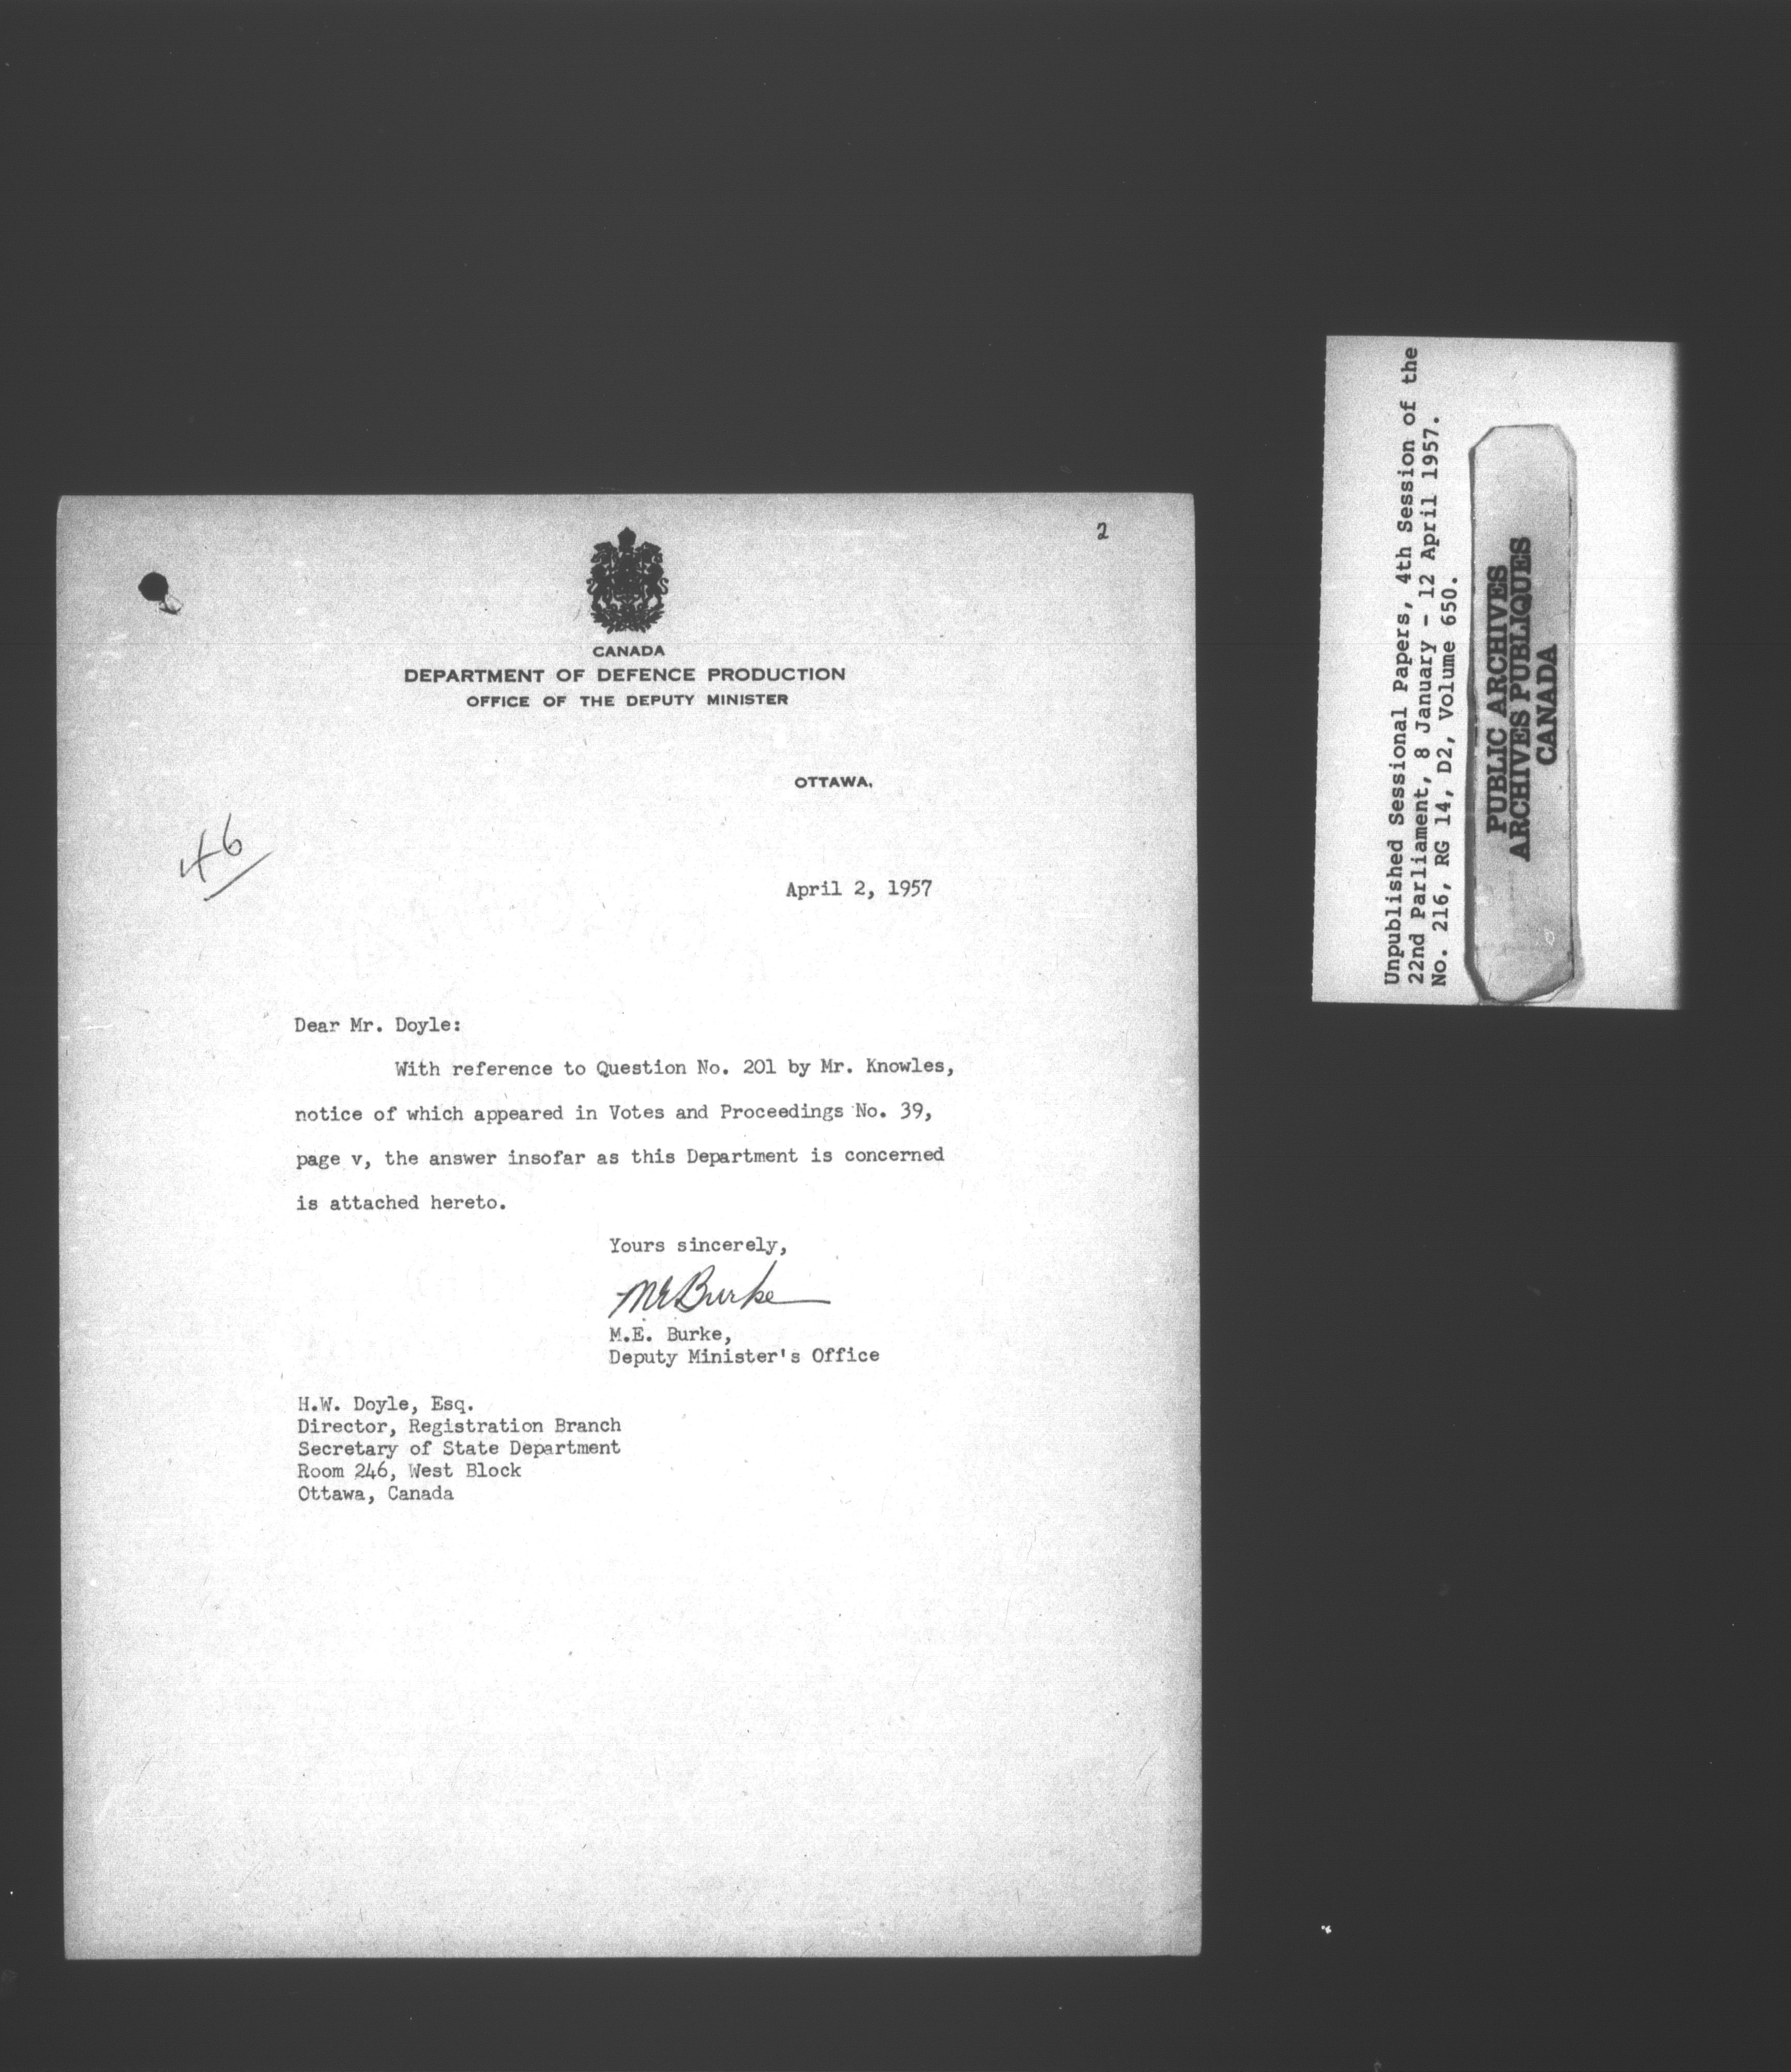 2
CANADA
DEPARTMENT OF DEFENCE PRODUCTION
OFFICE OF THE DEPUTY MINISTER
OTTAWA,
46
April 2, 1957
Dear Mr. Doyle:
With reference to Question No. 201 by Mr. Knowles,
notice of which appeared in Votes and Proceedings No. 39,
page v, the answer insofar as this Department is concerned
is attached hereto.
Yours sincerely,
MEBurke
M.E. Burke,
Deputy Minister's Office
H.W. Doyle, Esq.
Director, Registration Branch
Secretary of State Department
Room 246, West Block
Ottawa, Canada
Unpublished Sessional Papers, 4th Session of the
22nd Parliament, 8 January - 12 April 1957.
No. 216, RG 14, D2, Volume 650.
PUBLIC ARCHIVES
ARCHIVES PUBLIQUES
CANADA